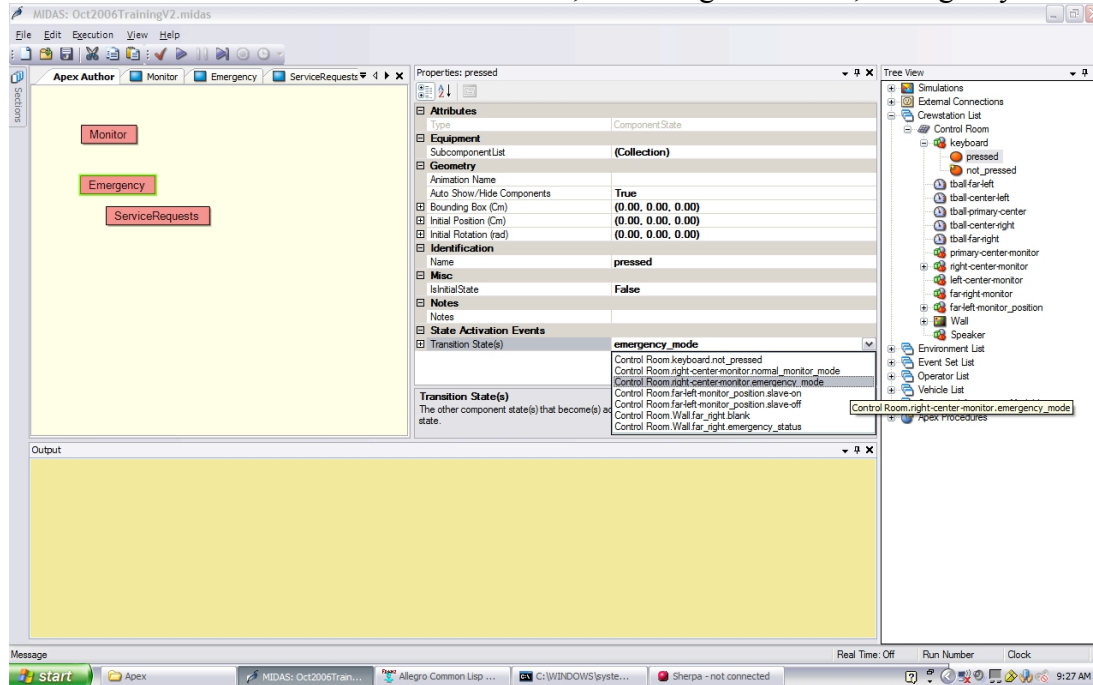 MIDAS: Oct2006TrainingV2.midas
File Edit Execution View Help
Sections
Apex Author Monitor Emergency ServiceRequests
Monitor
Emergency
ServiceRequests
Properties: pressed
Attributes
Type ComponentState
Equipment
SubcomponentList (Collection)
Geometry
Animation Name
Auto Show/Hide Components True
Bounding Box (Cm) (0.00, 0.00, 0.00)
Initial Position (Cm) (0.00, 0.00, 0.00)
Initial Rotation (rad) (0.00, 0.00, 0.00)
Identification
Name pressed
Misc
IsInitialState False
Notes
Notes
State Activation Events
Transition State(s) emergency_mode
Control Room.keyboard.not_pressed
Control Room.right-center-monitor.normal_monitor_mode
Control Room.right-center-monitor.emergency_mode
Control Room.far-left-monitor_position.slave-on
Control Room.far-left-monitor_position.slave-off
Control Room.Wall.far_right.blank
Control Room.Wall.far_right.emergency_status
Transition State(s)
The other component state(s) that become(s) ac
state.
Tree View
Simulations
External Connections
Crewstation List
Control Room
keyboard
pressed
not_pressed
tball-far-left
tball-center-left
tball-primary-center
tball-center-right
tball-far-right
primary-center-monitor
right-center-monitor
left-center-monitor
far-right-monitor
far-left-monitor_position
Wall
Speaker
Environment List
Event Set List
Operator List
Vehicle List
Control Room.right-center-monitor.emergency_mode
Apex Procedures
Output
Message Real Time: Off Run Number Clock
start Apex MIDAS: Oct2006Train... Allegro Common Lisp ... C:\WINDOWS\syste... Sherpa - not connected 9:27 AM